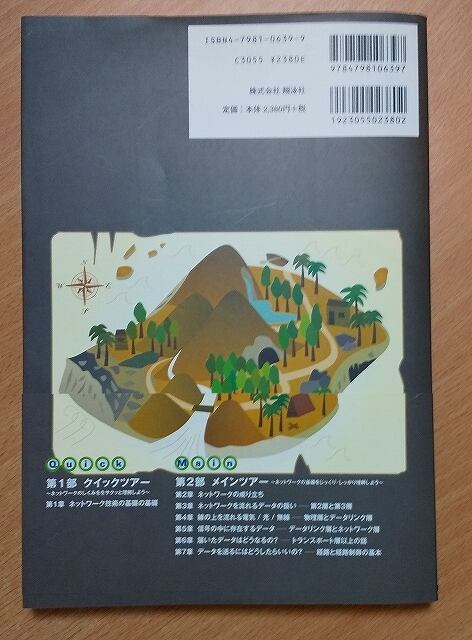 ISBN4-7981-0639-9
C3055 ¥2380E
株式会社 翔泳社
定価:本体2,380円+税
9784798106397
1923055023802
Quick
第1部 クイックツアー
~ネットワークのしくみをサクッと理解しよう~
第1章 ネットワーク技術の基礎の基礎
Main
第2部 メインツアー ~ネットワークの基礎をじっくり・しっかり理解しよう~
第2章 ネットワークの成り立ち
第3章 ネットワークを流れるデータの扱い ― 第2層と第3層
第4章 線の上を流れる電気/光/無線 ― 物理層とデータリンク層
第5章 信号の中に存在するデータ ― データリンク層とネットワーク層
第6章 届いたデータはどうなるの? ― トランスポート層以上の話
第7章 データを送るにはどうしたらいいの? ― 経路と経路制御の基本